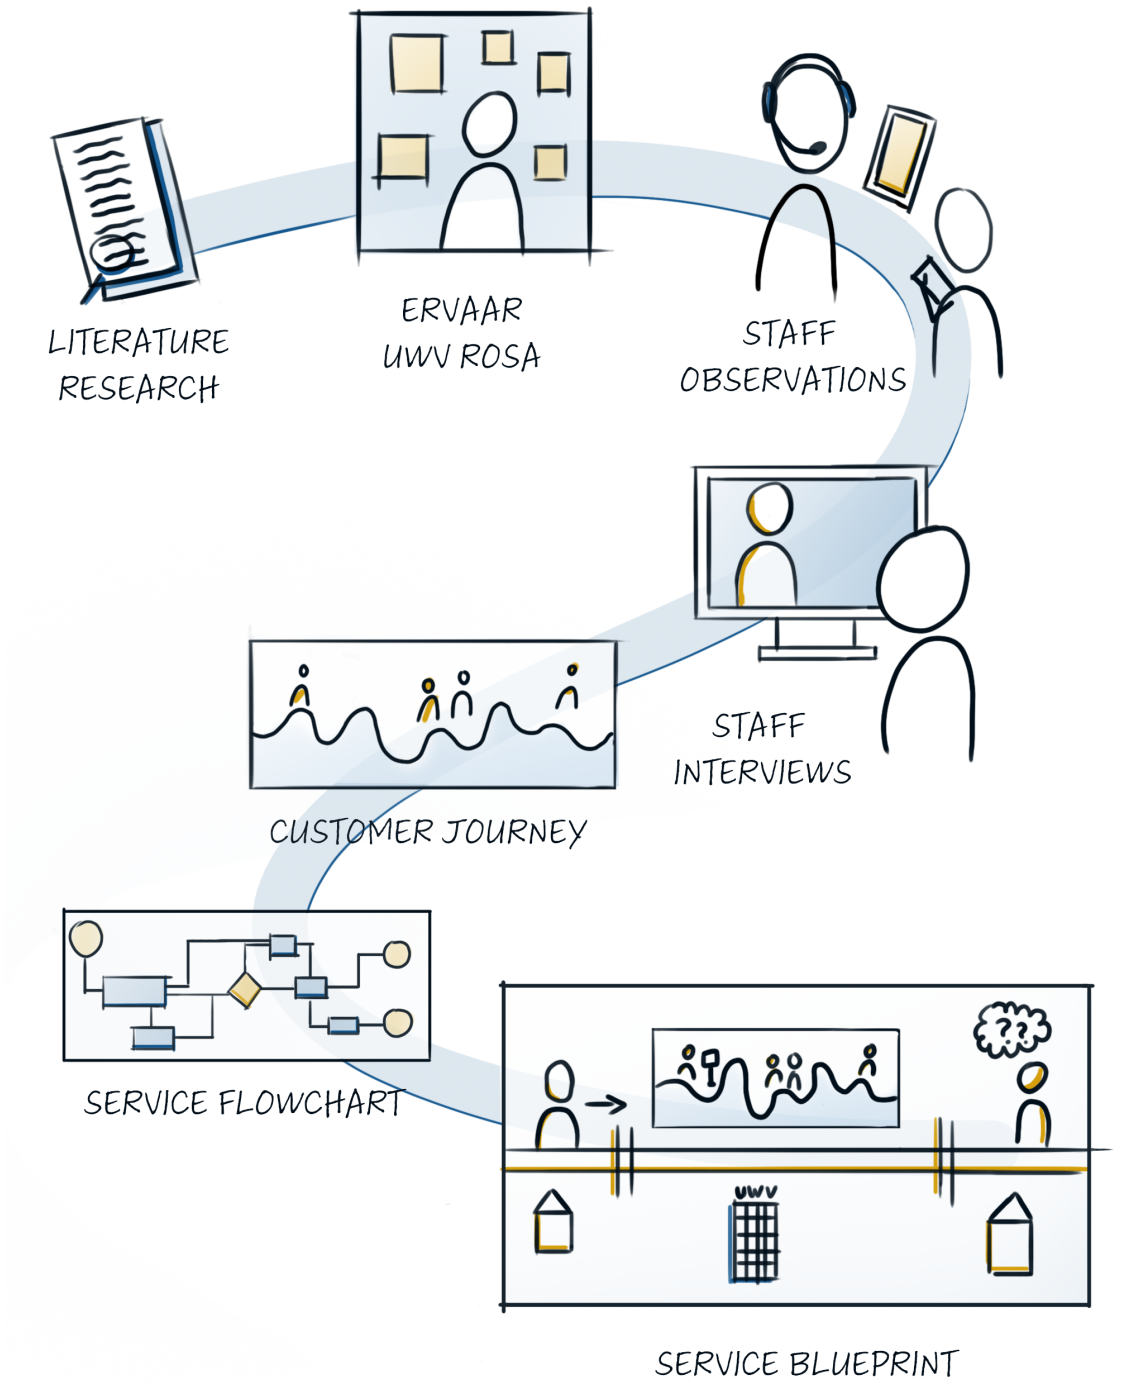 LITERATURE
RESEARCH
ERVAAR
UWV ROSA
STAFF
OBSERVATIONS
STAFF
INTERVIEWS
CUSTOMER JOURNEY
SERVICE FLOWCHART
??
UWV
SERVICE BLUEPRINT